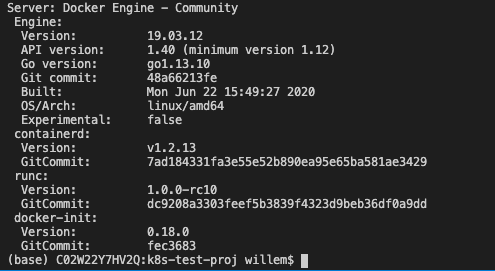 Server: Docker Engine - Community
Engine:
Version: 19.03.12
API version: 1.40 (minimum version 1.12)
Go version: go1.13.10
Git commit: 48a66213fe
Built: Mon Jun 22 15:49:27 2020
OS/Arch: linux/amd64
Experimental: false
containerd:
Version: v1.2.13
GitCommit: 7ad184331fa3e55e52b890ea95e65ba581ae3429
runc:
Version: 1.0.0-rc10
GitCommit: dc9208a3303feef5b3839f4323d9beb36df0a9dd
docker-init:
Version: 0.18.0
GitCommit: fec3683
(base) C02W22Y7HV2Q:k8s-test-proj willem$